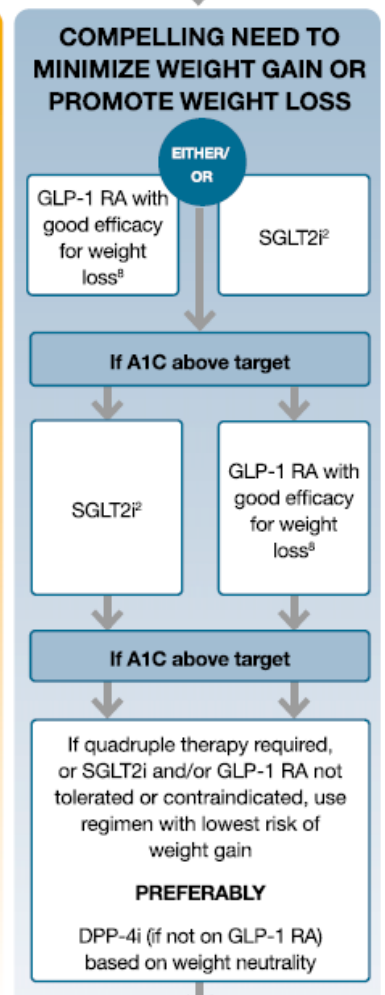 COMPELLING NEED TO
MINIMIZE WEIGHT GAIN OR
PROMOTE WEIGHT LOSS
EITHER/
OR
GLP-1 RA with
good efficacy
for weight
loss⁸
SGLT2i²
If A1C above target
SGLT2i²
GLP-1 RA with
good efficacy
for weight
loss⁸
If A1C above target
If quadruple therapy required,
or SGLT2i and/or GLP-1 RA not
tolerated or contraindicated, use
regimen with lowest risk of
weight gain
PREFERABLY
DPP-4i (if not on GLP-1 RA)
based on weight neutrality